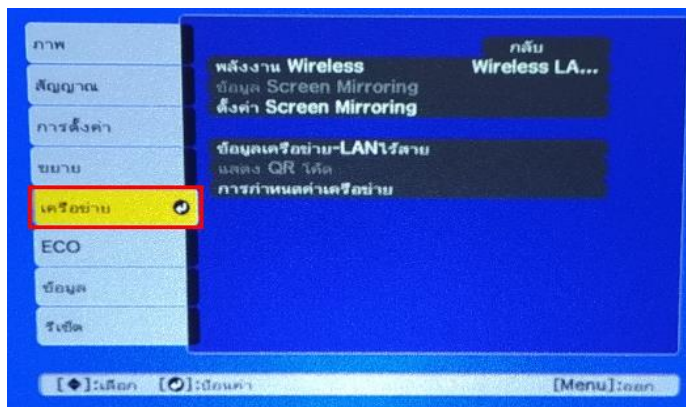 ภาพ
สัญญาณ
การตั้งค่า
ขยาย
เครือข่าย
ECO
ข้อมูล
รีเซ็ต
กลับ
พลังงาน Wireless Wireless LA...
ข้อมูล Screen Mirroring
ตั้งค่า Screen Mirroring
ข้อมูลเครือข่าย-LANไร้สาย
แสดง QR โค้ด
การกำหนดค่าเครือข่าย
[◆]:เลือก [⏎]:ป้อนค่า [Menu]:ออก